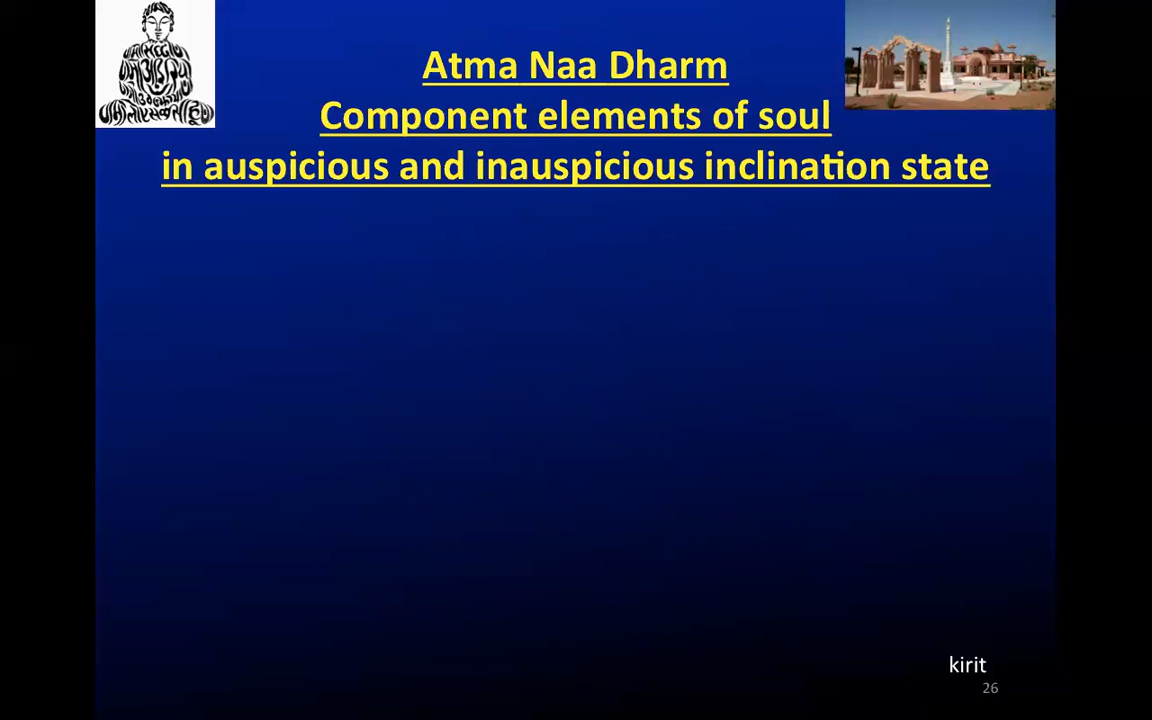 Atma Naa Dharm
Component elements of soul
in auspicious and inauspicious inclination state
kirit
26